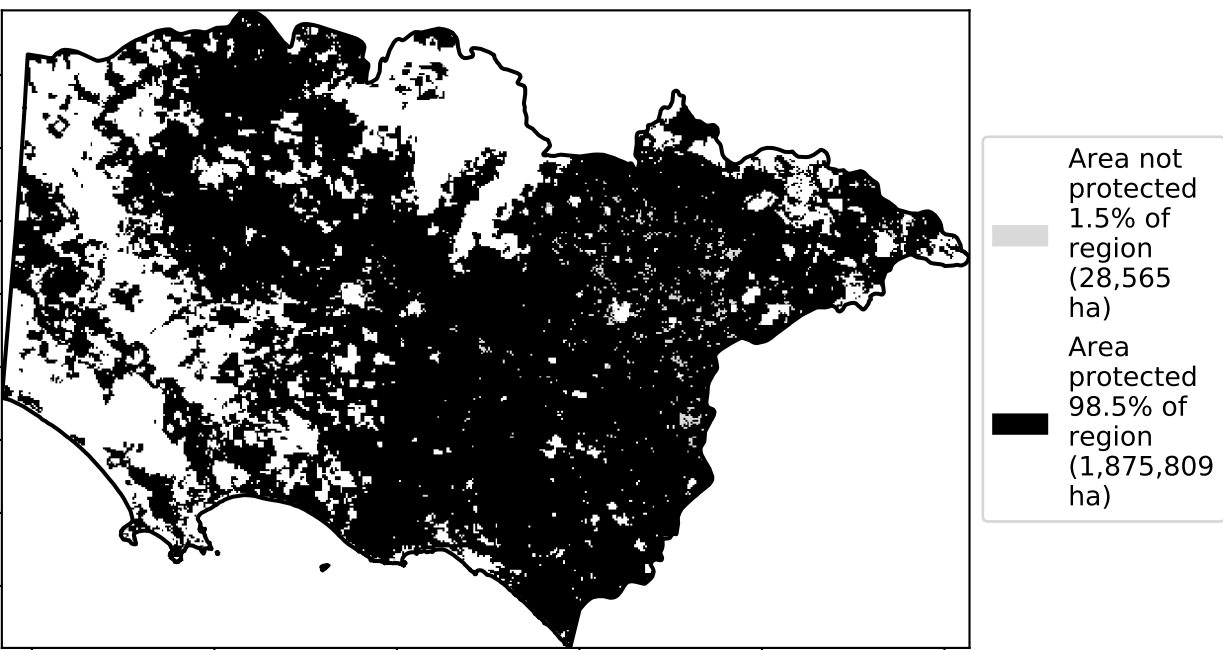 Area not
protected
1.5% of
region
(28,565
ha)
Area
protected
98.5% of
region
(1,875,809
ha)